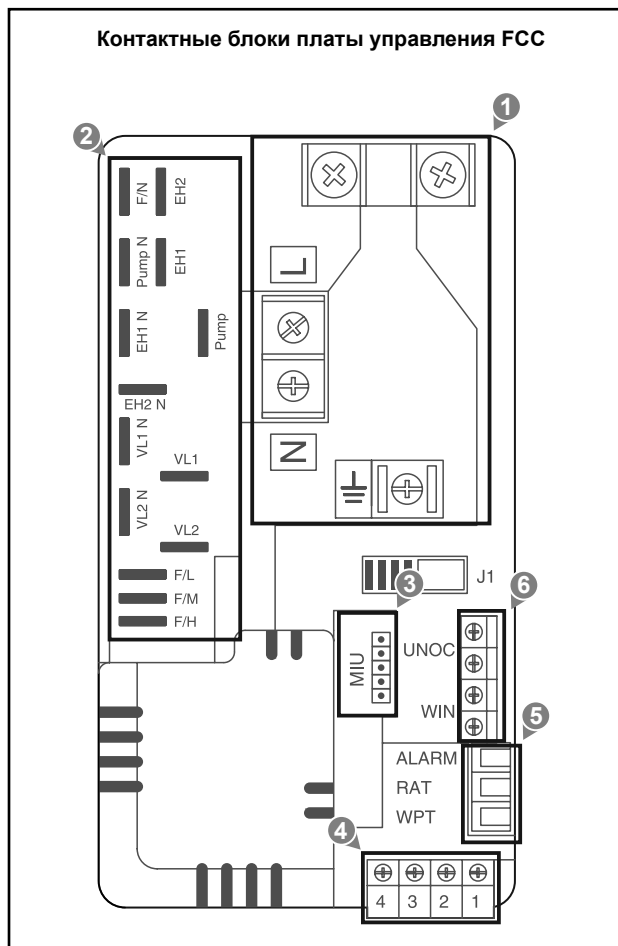 Контактные блоки платы управления FCC
1
2
F/N
EH2
Pump N
EH1
EH1 N
Pump
EH2 N
VL1 N
VL1
VL2 N
VL2
F/L
F/M
F/H
L
N
J1
3
MIU
6
UNOC
WIN
5
ALARM
RAT
WPT
4
4 3 2 1